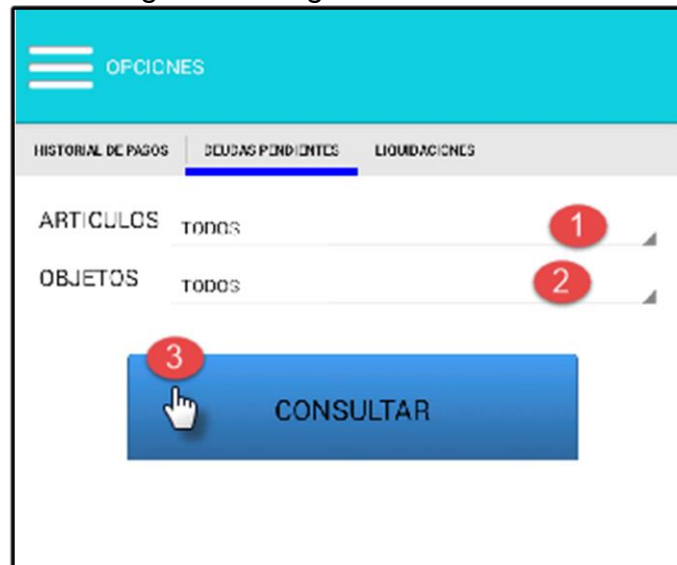 OPCIONES
HISTORIAL DE PAGOS DEUDAS PENDIENTES LIQUIDACIONES
ARTICULOS TODOS 1
OBJETOS TODOS 2
3
CONSULTAR